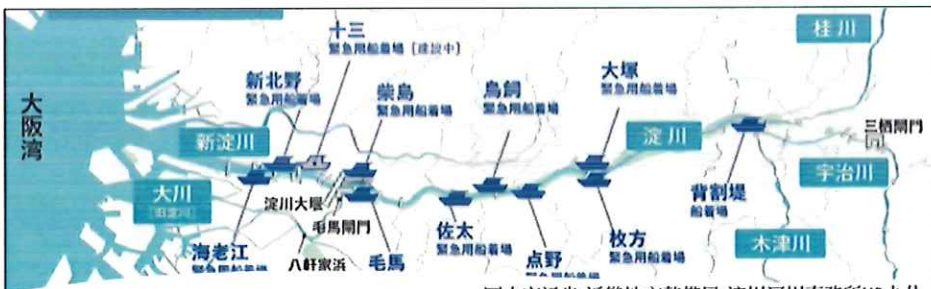 十三
緊急用船着場［建設中］
桂川
新北野
緊急用船着場
柴島
緊急用船着場
鳥飼
緊急用船着場
大塚
緊急用船着場
大阪湾
新淀川
淀川
三栖閘門
大川
［旧淀川］
淀川大堰
毛馬閘門
宇治川
背割堤
船着場
海老江
緊急用船着場
八軒家浜
毛馬
佐太
緊急用船着場
点野
緊急用船着場
枚方
緊急用船着場
木津川